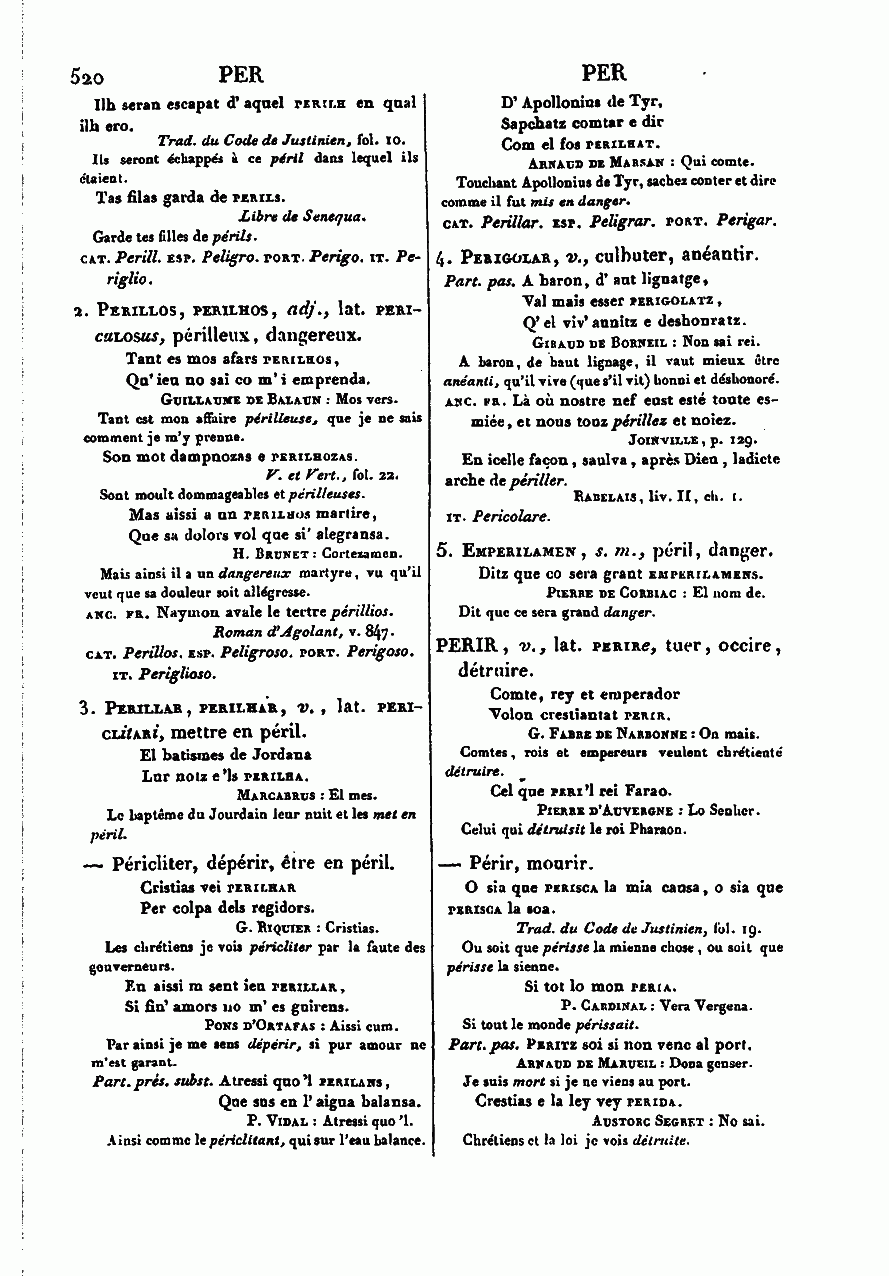 520 PER
Ilh seran escapat d'aquel PERILH en qual
ilh ero.
Trad. du Code de Justinien, fol. 10.
Ils seront échappés à ce péril dans lequel ils
étaient.
Tas filas garda de PERILS.
Libre de Senequa.
Garde tes filles de périls.
CAT. Perill. ESP. Peligro. PORT. Perigo. IT. Pe-
riglio.
2. PERILLOS, PERILHOS, adj., lat. PERI-
CULOSUS, périlleux, dangereux.
Tant es mos afars PERILHOS,
Qu'ieu no sai co m'i emprenda.
GUILLAUME DE BALAUN : Mos vers.
Tant est mon affaire périlleuse, que je ne sais
comment je m'y prenne.
Son mot dampnozas e PERILHOZAS.
V. et Vert., fol. 22.
Sont moult dommageables et périlleuses.
Mas aissi a un PERILHOS martire,
Que sa dolors vol que si' alegransa.
H. BRUNET : Cortezamen.
Mais ainsi il a un dangereux martyre, vu qu'il
veut que sa douleur soit allégresse.
ANC. FR. Naymon avale le tertre périllios.
Roman d'Agolant, v. 847.
CAT. Perillos. ESP. Peligroso. PORT. Perigoso.
IT. Periglioso.
3. PERILLAR, PERILHAR, v., lat. PERI-
CLITARI, mettre en péril.
El batismes de Jordana
Lur notz e'ls PERILHA.
MARCABRUS : El mes.
Le baptême du Jourdain leur nuit et les met en
péril.
— Péricliter, dépérir, être en péril.
Cristias vei PERILHAR
Per colpa dels regidors.
G. RIQUIER : Cristias.
Les chrétiens je vois péricliter par la faute des
gouverneurs.
En aissi m sent ieu PERILLAR,
Si fin' amors no m'es guirens.
PONS D'ORTAFAS : Aissi cum.
Par ainsi je me sens dépérir, si pur amour ne
m'est garant.
Part. prés. subst. Atressi quo'l PERILANS,
Que sus en l'aigua balansa.
P. VIDAL : Atressi quo'l.
Ainsi comme le périclitant, qui sur l'eau balance.
PER
D'Apollonius de Tyr,
Sapchatz comtar e dir
Com el fos PERILHAT.
ARNAUD DE MARSAN : Qui comte.
Touchant Apollonius de Tyr, sachez conter et dire
comme il fut mis en danger.
CAT. Perillar. ESP. Peligrar. PORT. Perigar.
4. PERIGOLAR, v., culbuter, anéantir.
Part. pas. A baron, d'aut lignatge,
Val mais esser PERIGOLATZ,
Q'el viv' aunitz e deshonratz.
GIRAUD DE BORNEIL : Non sai rei.
A baron, de haut lignage, il vaut mieux être
anéanti, qu'il vive (que s'il vit) honni et déshonoré.
ANC. FR. Là où nostre nef eust esté toute es-
miée, et nous touz périllez et noiez.
JOINVILLE, p. 129.
En icelle façon, saulva, après Dieu, ladicte
arche de périller.
RABELAIS, liv. II, ch. 1.
IT. Pericolare.
5. EMPERILAMEN, s. m., péril, danger.
Ditz que co sera grant EMPERILAMENS.
PIERRE DE CORBIAC : El nom de.
Dit que ce sera grand danger.
PERIR, v., lat. PERIRE, tuer, occire,
détruire.
Comte, rey et emperador
Volon crestiantat PERIR.
G. FABRE DE NARBONNE : On mais.
Comtes, rois et empereurs veulent chrétienté
détruire.
Cel que PERI'l rei Farao.
PIERRE D'AUVERGNE : Lo Senher.
Celui qui détruisit le roi Pharaon.
— Périr, mourir.
O sia que PERISCA la mia causa, o sia que
PERISCA la soa.
Trad. du Code de Justinien, fol. 19.
Ou soit que périsse la mienne chose, ou soit que
périsse la sienne.
Si tot lo mon PERIA.
P. CARDINAL : Vera Vergena.
Si tout le monde périssait.
Part. pas. PERITZ soi si non venc al port.
ARNAUD DE MARUEIL : Dona genser.
Je suis mort si je ne viens au port.
Crestias e la ley vey PERIDA.
AUSTORC SEGRET : No sai.
Chrétiens et la loi je vois détruite.